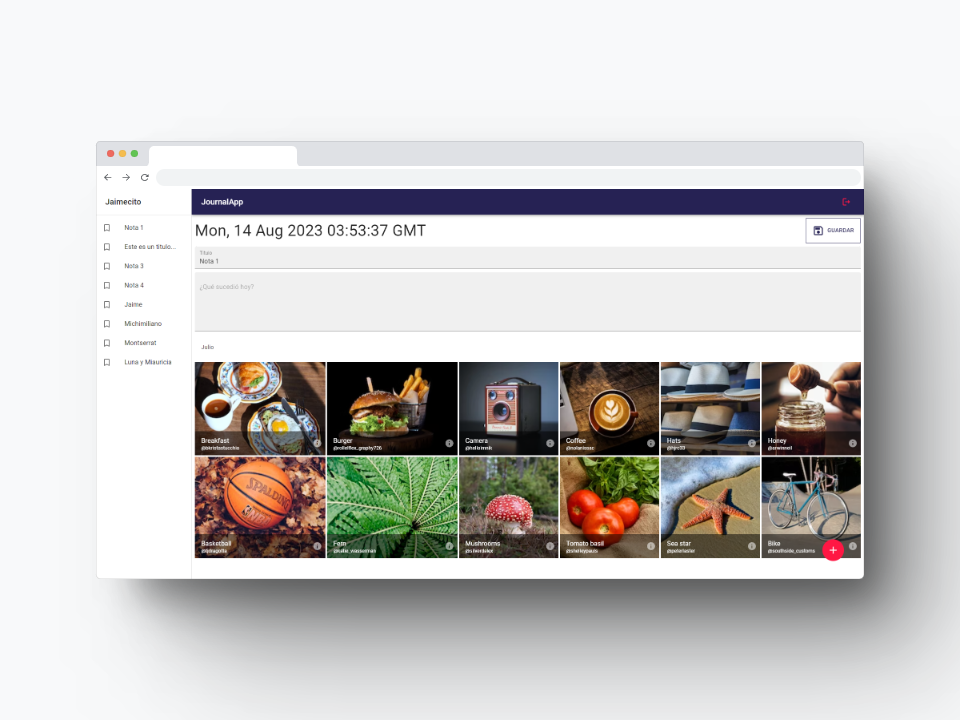 Jaimecito
JournalApp
Nota 1
Este es un titulo...
Nota 3
Nota 4
Jaime
Michimiliano
Montserrat
Luna y Miauricia
Mon, 14 Aug 2023 03:53:37 GMT
GUARDAR
Título
Nota 1
¿Qué sucedió hoy?
Julio
Breakfast
@bkristastucchio
Burger
@rollelflex_graphy726
Camera
@helloimnik
Coffee
@nolanissac
Hats
@hjrc33
Honey
@arwinneil
SPALDING
Basketball
@tjdragotta
Fern
@katie_wasserman
Mushrooms
@silverdalex
Tomato basil
@shelleypauls
Sea star
@peterlaster
Bike
@southside_customs